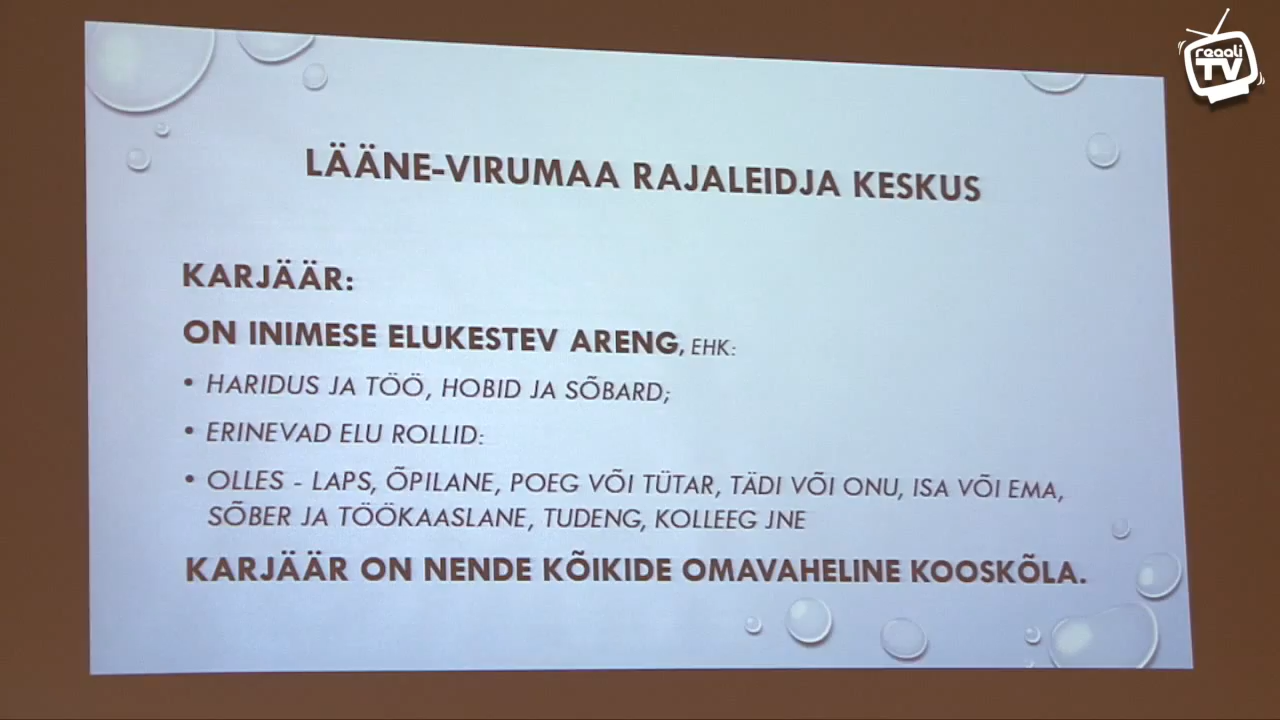 reaali
TV
LÄÄNE-VIRUMAA RAJALEIDJA KESKUS
KARJÄÄR:
ON INIMESE ELUKESTEV ARENG, EHK:
• HARIDUS JA TÖÖ, HOBID JA SÕBARD;
• ERINEVAD ELU ROLLID:
• OLLES - LAPS, ÕPILANE, POEG VÕI TÜTAR, TÄDI VÕI ONU, ISA VÕI EMA,
SÕBER JA TÖÖKAASLANE, TUDENG, KOLLEEG JNE
KARJÄÄR ON NENDE KÕIKIDE OMAVAHELINE KOOSKÕLA.